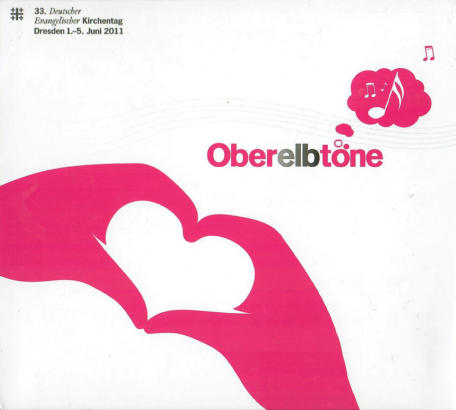 33. Deutscher
Evangelischer Kirchentag
Dresden 1.–5. Juni 2011
Oberelbtöne